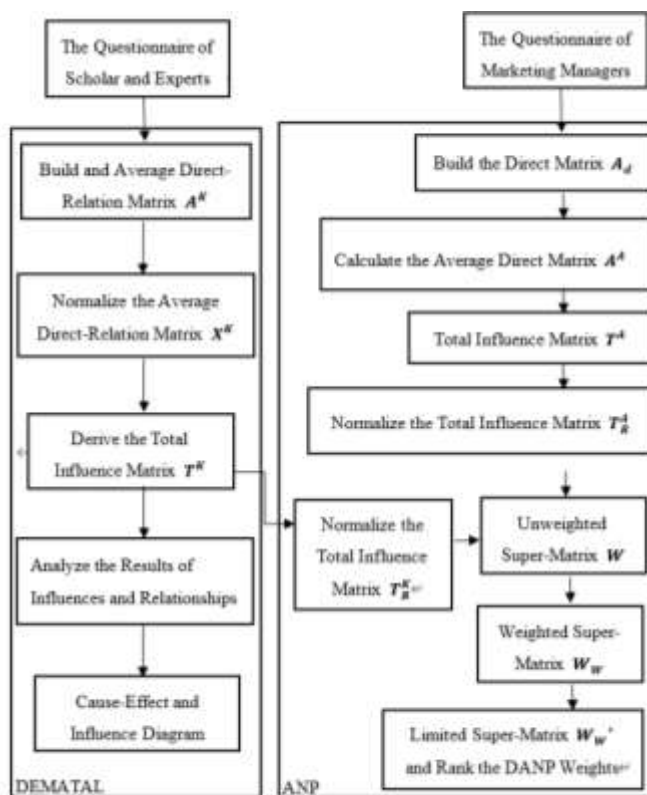 The Questionnaire of
Scholar and Experts
Build and Average Direct-
Relation Matrix A^K
Normalize the Average
Direct-Relation Matrix X^K
Derive the Total
Influence Matrix T^K
Analyze the Results of
Influences and Relationships
Cause-Effect and
Influence Diagram
DEMATAL
The Questionnaire of
Marketing Managers
Build the Direct Matrix A_d
Calculate the Average Direct Matrix A^A
Total Influence Matrix T^A
Normalize the Total Influence Matrix T_R^A
Normalize the
Total Influence
Matrix T_R^K↵
Unweighted
Super-Matrix W
Weighted Super-
Matrix W_W
Limited Super-Matrix W_W*
and Rank the DANP Weights↵
ANP